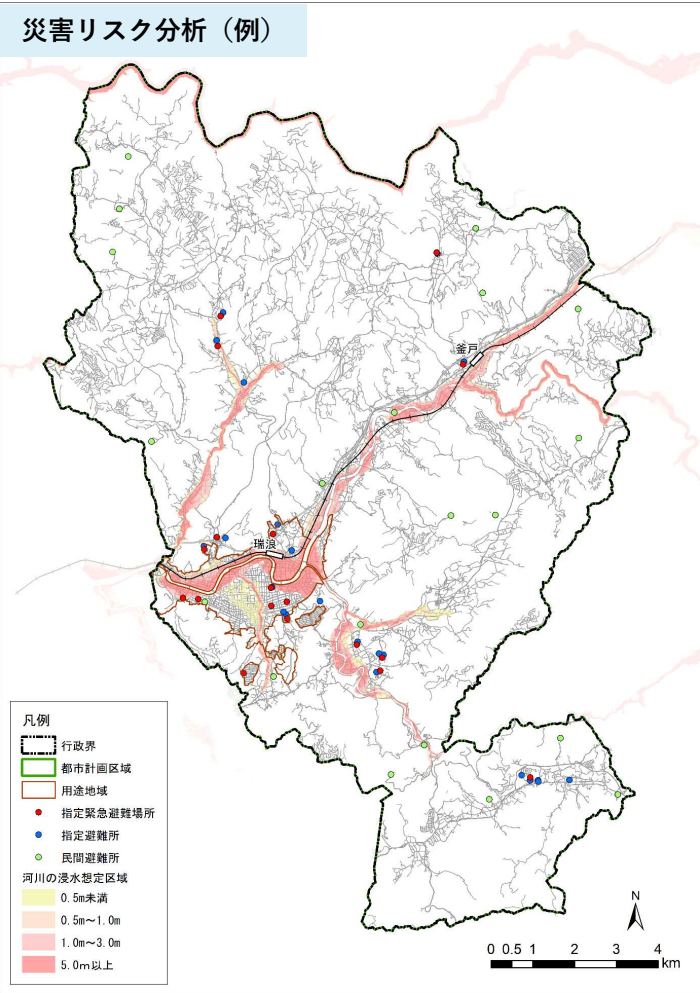 災害リスク分析（例）
釜戸
瑞浪
凡例
行政界
都市計画区域
用途地域
指定緊急避難場所
指定避難所
民間避難所
河川の浸水想定区域
0.5m未満
0.5m～1.0m
1.0m～3.0m
5.0m以上
N
0 0.5 1 2 3 4
km